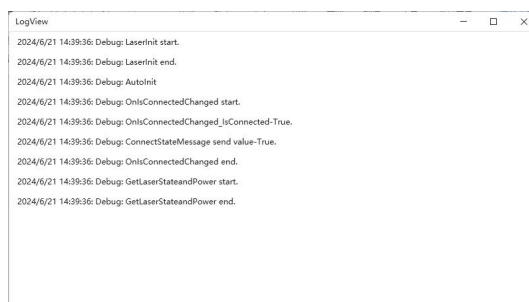 LogView
2024/6/21 14:39:36: Debug: LaserInit start.
2024/6/21 14:39:36: Debug: LaserInit end.
2024/6/21 14:39:36: Debug: AutoInit
2024/6/21 14:39:36: Debug: OnIsConnectedChanged start.
2024/6/21 14:39:36: Debug: OnIsConnectedChanged_IsConnected-True.
2024/6/21 14:39:36: Debug: ConnectStateMessage send value-True.
2024/6/21 14:39:36: Debug: OnIsConnectedChanged end.
2024/6/21 14:39:36: Debug: GetLaserStateandPower start.
2024/6/21 14:39:36: Debug: GetLaserStateandPower end.